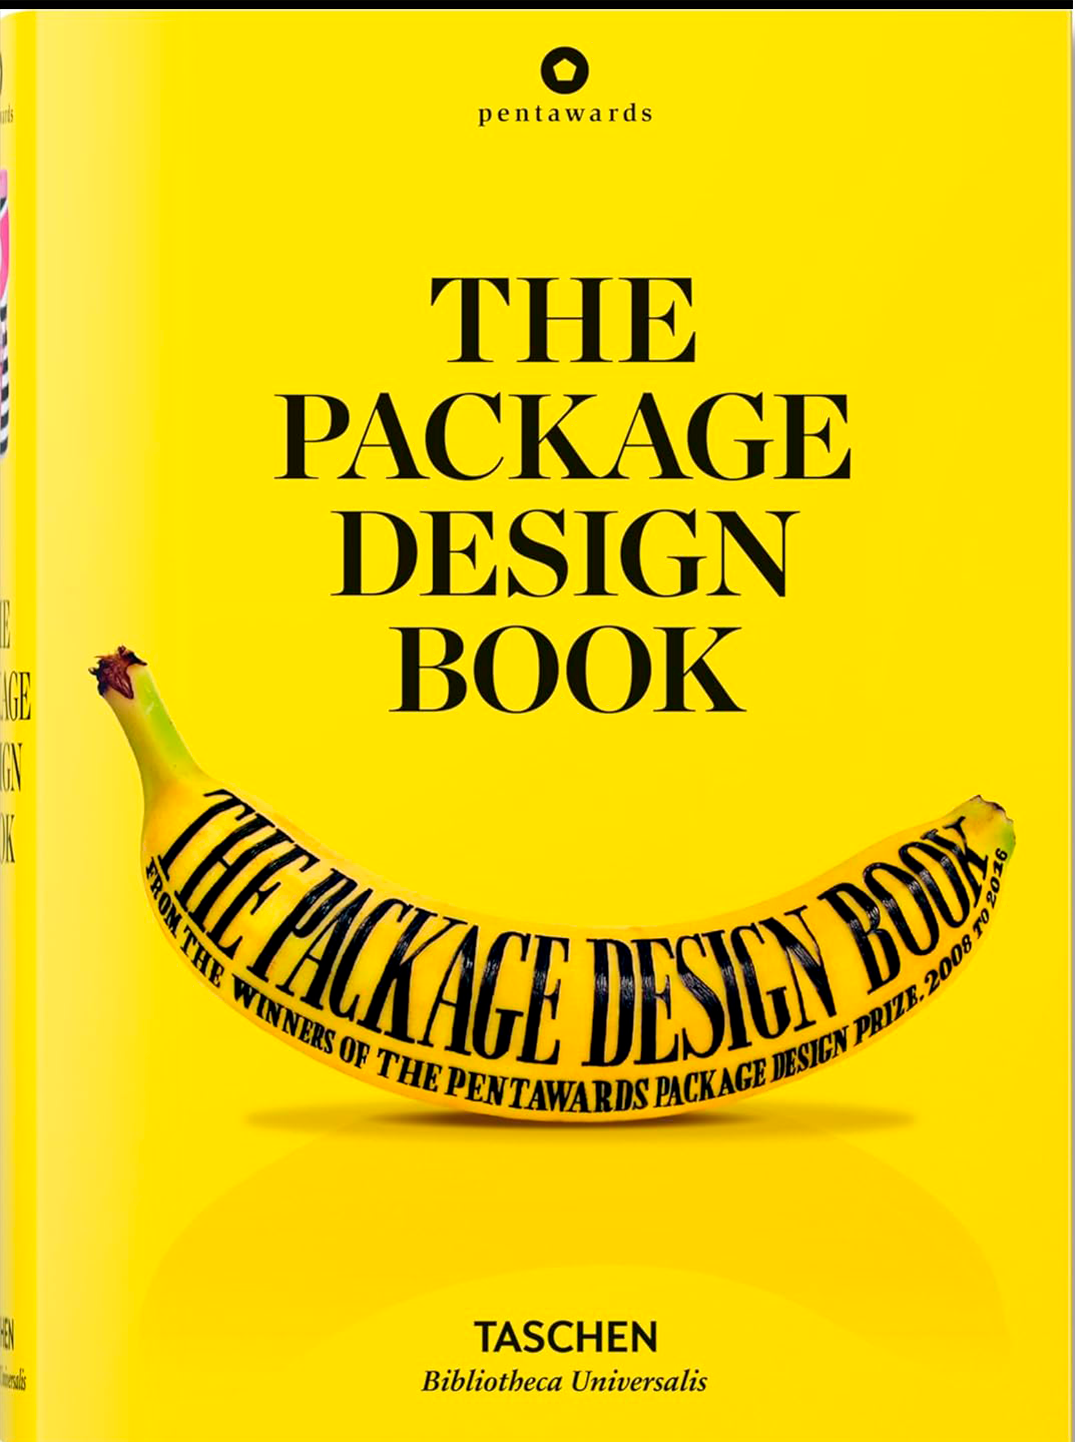 pentawards
THE
PACKAGE
DESIGN
BOOK
THE PACKAGE DESIGN BOOK
FROM THE WINNERS OF THE PENTAWARDS PACKAGE DESIGN PRIZE. 2008 TO 2016
TASCHEN
Bibliotheca Universalis